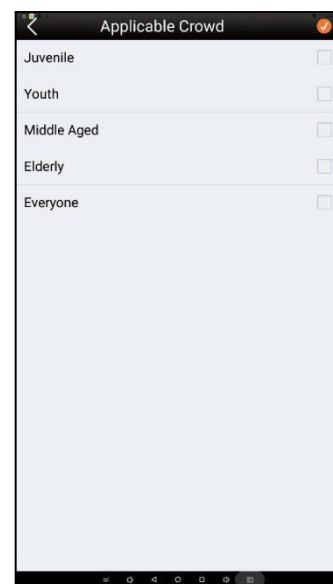 Applicable Crowd
Juvenile
Youth
Middle Aged
Elderly
Everyone